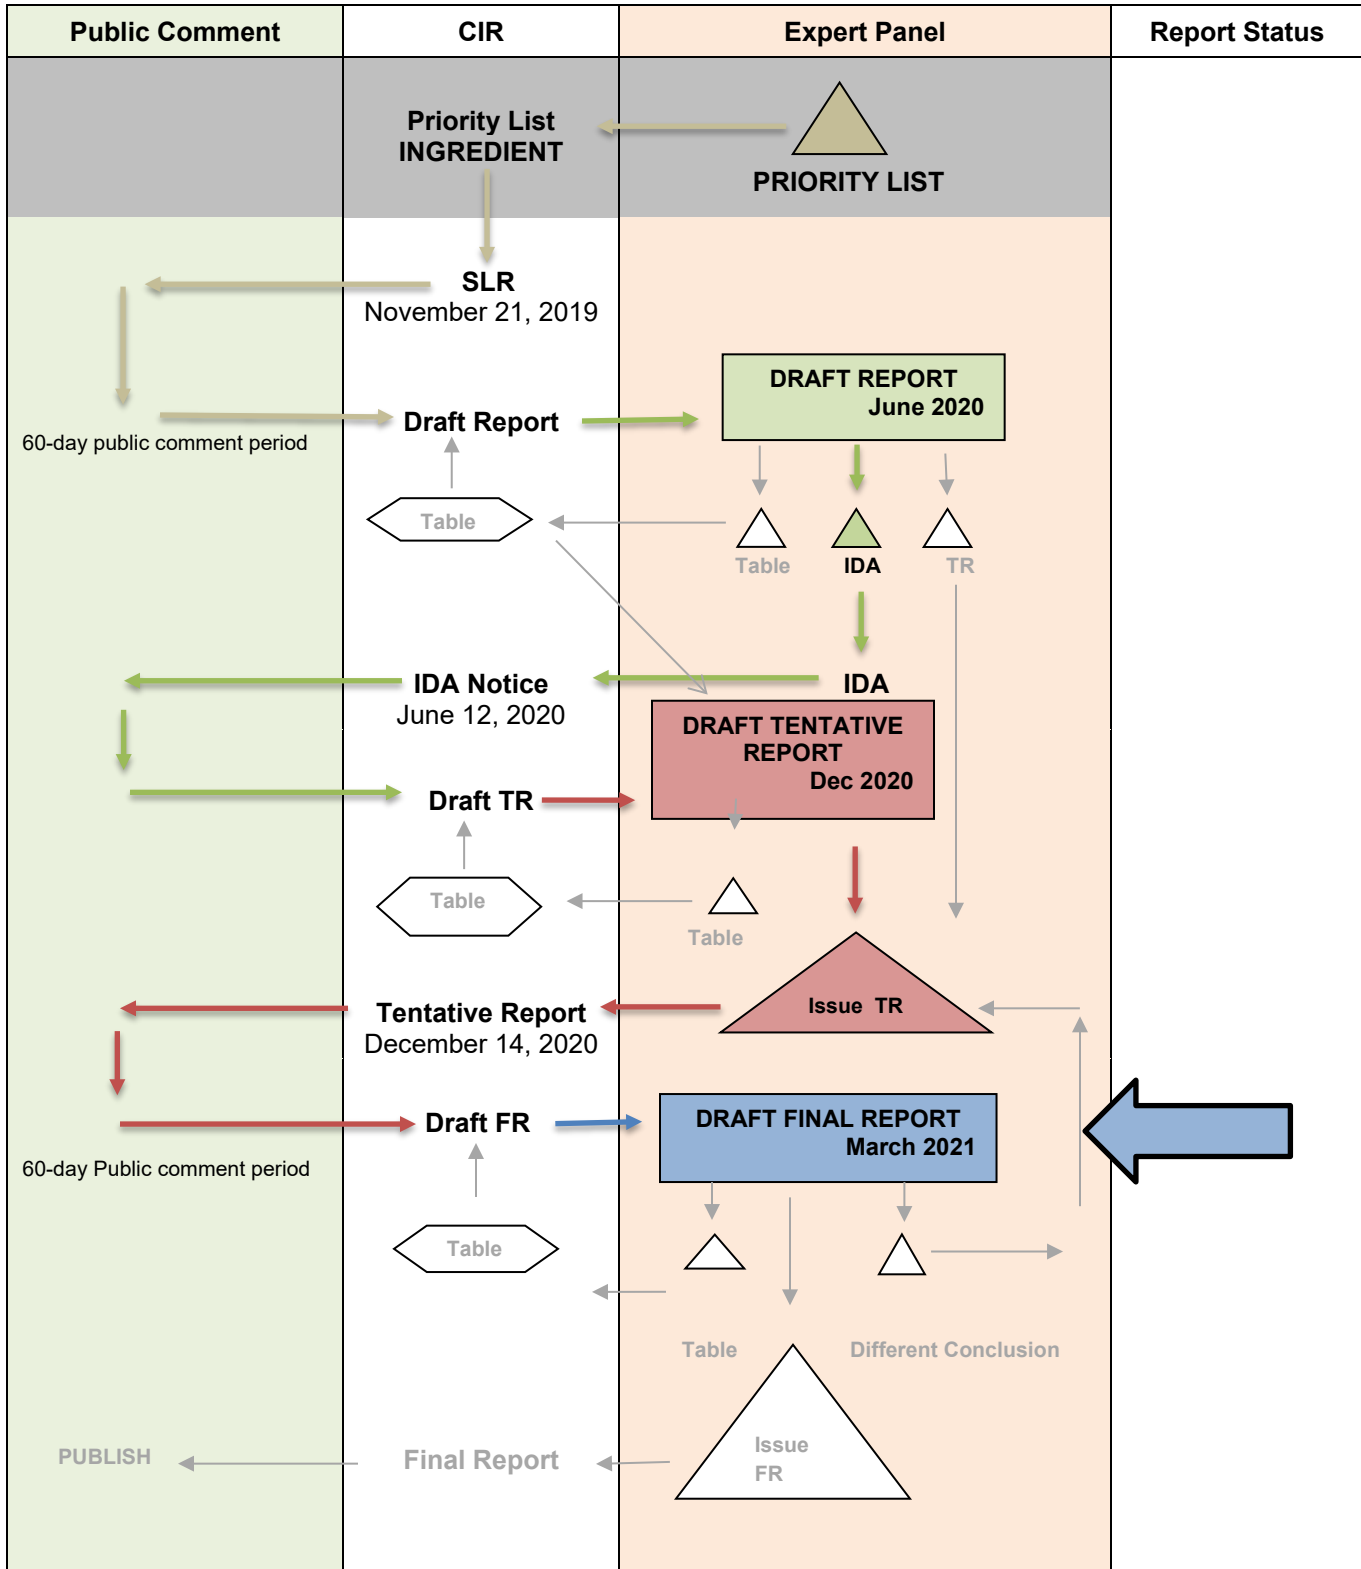 Public Comment
CIR
Expert Panel
Report Status
Priority List
INGREDIENT
PRIORITY LIST
SLR
November 21, 2019
DRAFT REPORT
June 2020
60-day public comment period
Draft Report
Table
Table
IDA
TR
IDA Notice
June 12, 2020
IDA
DRAFT TENTATIVE
REPORT
Dec 2020
Draft TR
Table
Table
Tentative Report
December 14, 2020
Issue TR
60-day Public comment period
Draft FR
DRAFT FINAL REPORT
March 2021
Table
Table
Different Conclusion
PUBLISH
Final Report
Issue
FR